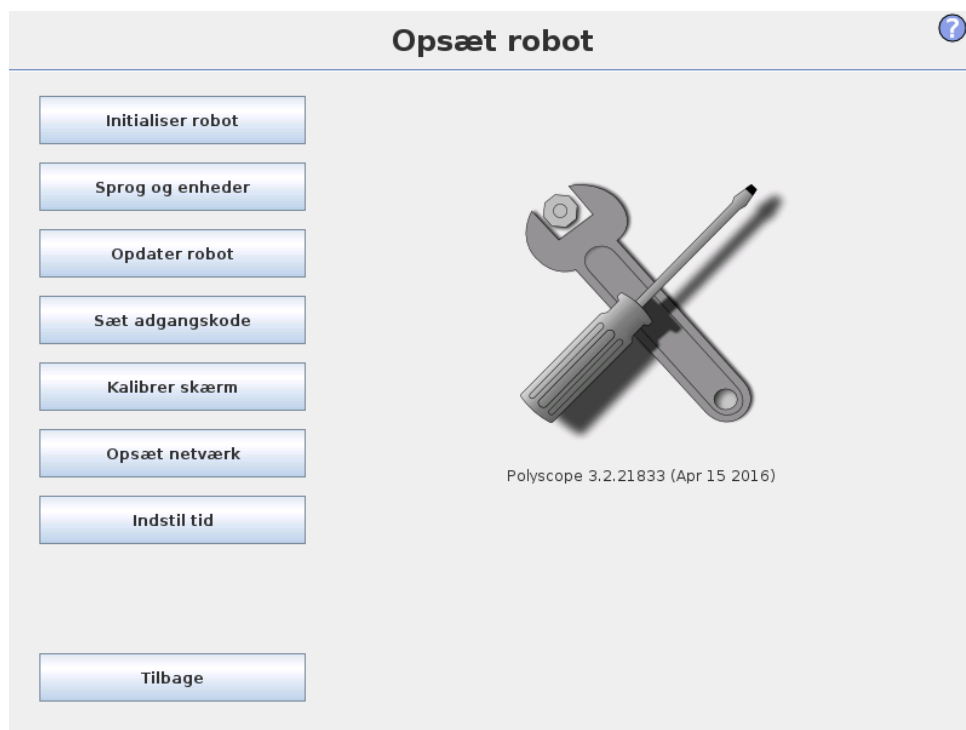 Opsæt robot
?
Initialiser robot
Sprog og enheder
Opdater robot
Sæt adgangskode
Kalibrer skærm
Opsæt netværk
Indstil tid
Polyscope 3.2.21833 (Apr 15 2016)
Tilbage